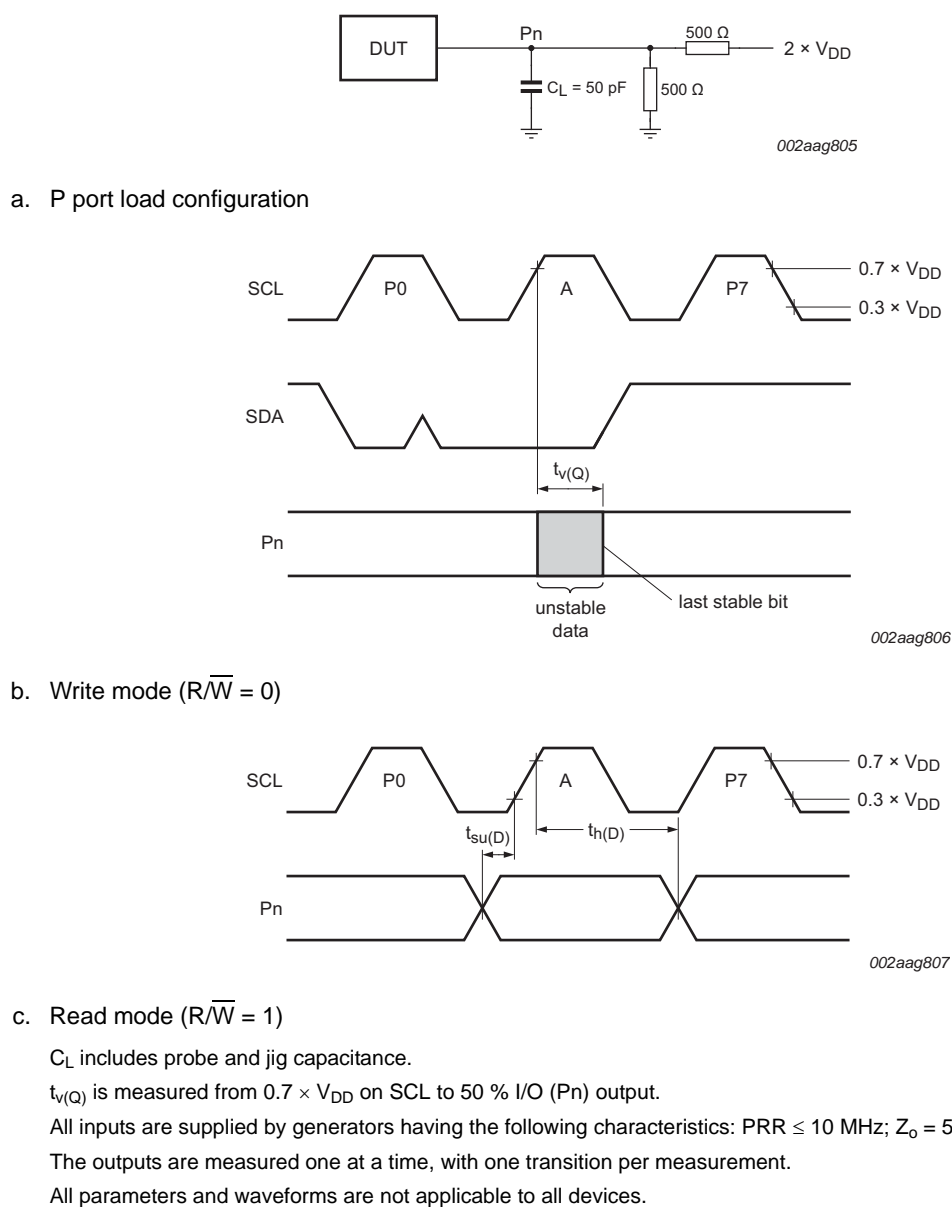 DUT
Pn
500 Ω
2 × VDD
CL = 50 pF
500 Ω
002aag805
a. P port load configuration
SCL
P0
A
P7
0.7 × VDD
0.3 × VDD
SDA
tv(Q)
Pn
unstable
data
last stable bit
002aag806
b. Write mode (R/W̅ = 0)
SCL
P0
A
P7
0.7 × VDD
0.3 × VDD
tsu(D)
th(D)
Pn
002aag807
c. Read mode (R/W̅ = 1)
CL includes probe and jig capacitance.
tv(Q) is measured from 0.7 × VDD on SCL to 50 % I/O (Pn) output.
All inputs are supplied by generators having the following characteristics: PRR ≤ 10 MHz; Zo = 5
The outputs are measured one at a time, with one transition per measurement.
All parameters and waveforms are not applicable to all devices.